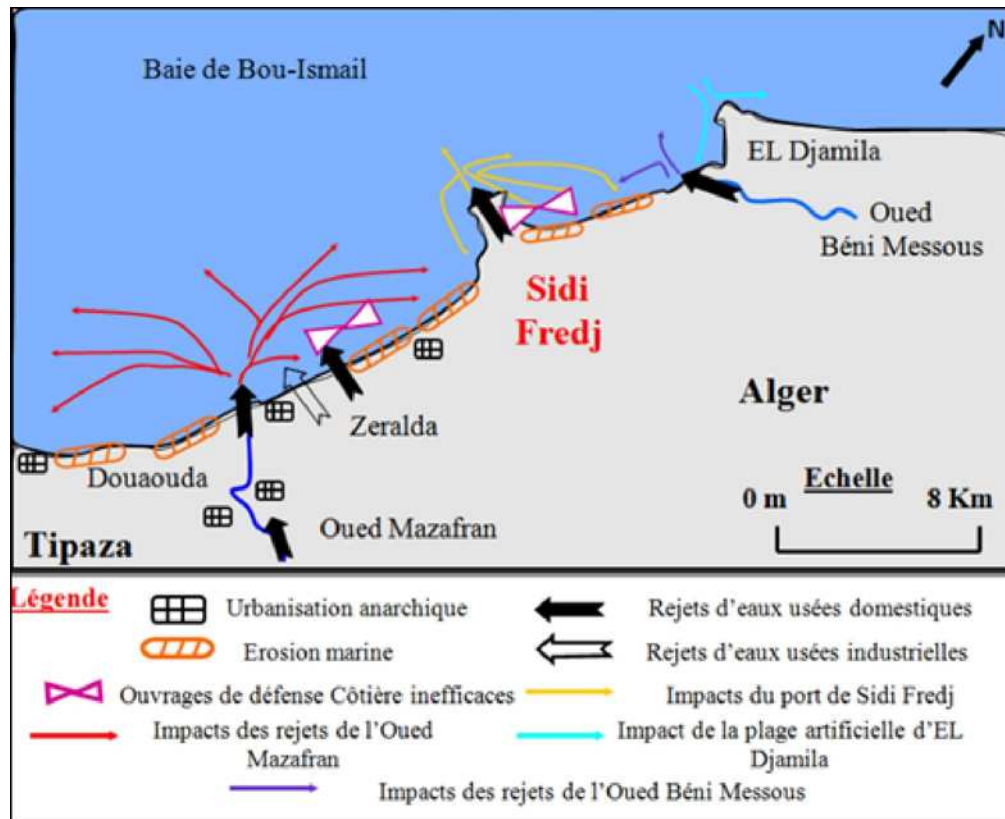 N
Baie de Bou-Ismail
EL Djamila
Oued
Béni Messous
Sidi
Fredj
Alger
Zeralda
Douaouda
Echelle
0 m
8 Km
Oued Mazafran
Tipaza
Légende
Urbanisation anarchique
Rejets d'eaux usées domestiques
Erosion marine
Rejets d'eaux usées industrielles
Ouvrages de défense Côtière inefficaces
Impacts du port de Sidi Fredj
Impacts des rejets de l'Oued
Mazafran
Impact de la plage artificielle d'EL
Djamila
Impacts des rejets de l'Oued Béni Messous